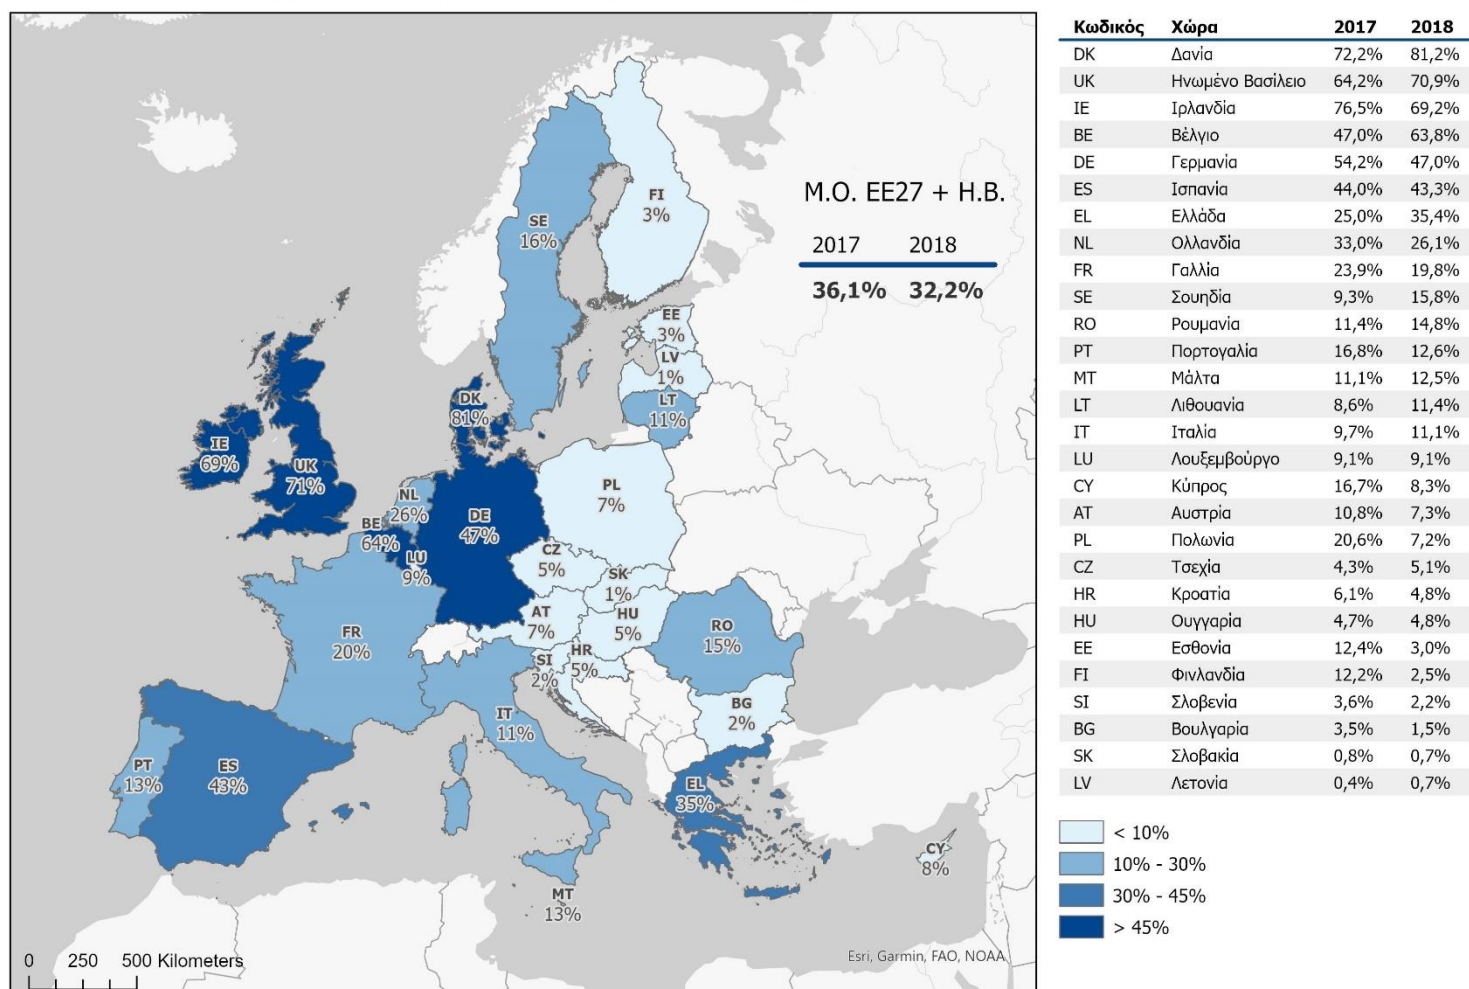 FI
3%
SE
16%
Μ.Ο. ΕΕ27 + Η.Β.
2017 2018
36,1% 32,2%
EE
3%
LV
1%
LT
11%
DK
81%
IE
69%
UK
71%
NL
26%
BE
64%
DE
47%
PL
7%
LU
9%
CZ
5%
SK
1%
AT
7%
HU
5%
FR
20%
RO
15%
SI
2%
HR
5%
IT
11%
BG
2%
PT
13%
ES
43%
EL
35%
CY
8%
MT
13%
0 250 500 Kilometers
Esri, Garmin, FAO, NOAA
Κωδικός Χώρα 2017 2018
DK Δανία 72,2% 81,2%
UK Ηνωμένο Βασίλειο 64,2% 70,9%
IE Ιρλανδία 76,5% 69,2%
BE Βέλγιο 47,0% 63,8%
DE Γερμανία 54,2% 47,0%
ES Ισπανία 44,0% 43,3%
EL Ελλάδα 25,0% 35,4%
NL Ολλανδία 33,0% 26,1%
FR Γαλλία 23,9% 19,8%
SE Σουηδία 9,3% 15,8%
RO Ρουμανία 11,4% 14,8%
PT Πορτογαλία 16,8% 12,6%
MT Μάλτα 11,1% 12,5%
LT Λιθουανία 8,6% 11,4%
IT Ιταλία 9,7% 11,1%
LU Λουξεμβούργο 9,1% 9,1%
CY Κύπρος 16,7% 8,3%
AT Αυστρία 10,8% 7,3%
PL Πολωνία 20,6% 7,2%
CZ Τσεχία 4,3% 5,1%
HR Κροατία 6,1% 4,8%
HU Ουγγαρία 4,7% 4,8%
EE Εσθονία 12,4% 3,0%
FI Φινλανδία 12,2% 2,5%
SI Σλοβενία 3,6% 2,2%
BG Βουλγαρία 3,5% 1,5%
SK Σλοβακία 0,8% 0,7%
LV Λετονία 0,4% 0,7%
< 10%
10% - 30%
30% - 45%
> 45%